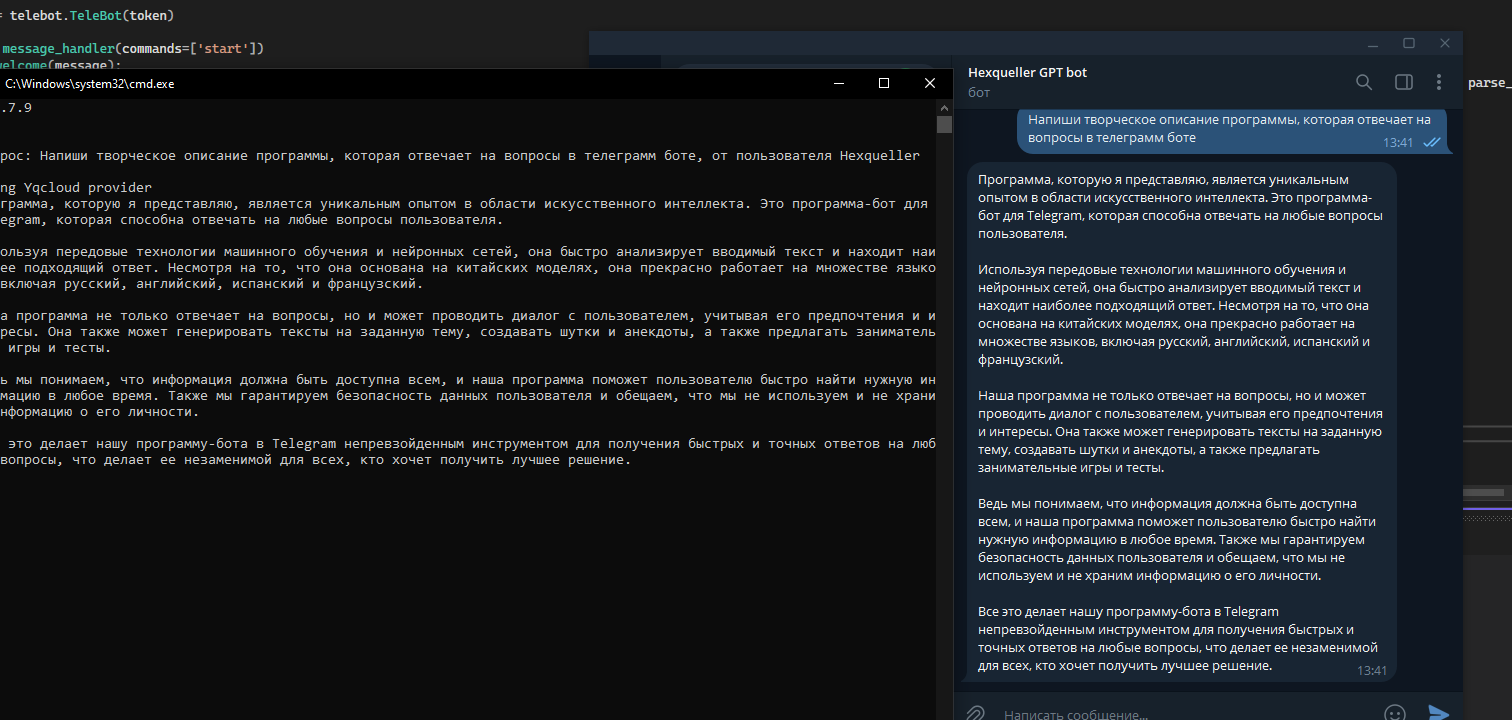 = telebot.TeleBot(token)
message_handler(commands=['start'])
welcome(message):
C:\Windows\system32\cmd.exe
.7.9
рос: Напиши творческое описание программы, которая отвечает на вопросы в телеграмм боте, от пользователя Hexqueller
ng Yqcloud provider
грамма, которую я представляю, является уникальным опытом в области искусственного интеллекта. Это программа-бот для
egram, которая способна отвечать на любые вопросы пользователя.
ользуя передовые технологии машинного обучения и нейронных сетей, она быстро анализирует вводимый текст и находит наи
ее подходящий ответ. Несмотря на то, что она основана на китайских моделях, она прекрасно работает на множестве языко
включая русский, английский, испанский и французский.
а программа не только отвечает на вопросы, но и может проводить диалог с пользователем, учитывая его предпочтения и и
ресы. Она также может генерировать тексты на заданную тему, создавать шутки и анекдоты, а также предлагать заниматель
игры и тесты.
ь мы понимаем, что информация должна быть доступна всем, и наша программа поможет пользователю быстро найти нужную ин
мацию в любое время. Также мы гарантируем безопасность данных пользователя и обещаем, что мы не используем и не храни
нформацию о его личности.
это делает нашу программу-бота в Telegram непревзойденным инструментом для получения быстрых и точных ответов на люб
вопросы, что делает ее незаменимой для всех, кто хочет получить лучшее решение.
Hexqueller GPT bot
бот
parse_
Напиши творческое описание программы, которая отвечает на
вопросы в телеграмм боте
13:41
Программа, которую я представляю, является уникальным
опытом в области искусственного интеллекта. Это программа-
бот для Telegram, которая способна отвечать на любые вопросы
пользователя.
Используя передовые технологии машинного обучения и
нейронных сетей, она быстро анализирует вводимый текст и
находит наиболее подходящий ответ. Несмотря на то, что она
основана на китайских моделях, она прекрасно работает на
множестве языков, включая русский, английский, испанский и
французский.
Наша программа не только отвечает на вопросы, но и может
проводить диалог с пользователем, учитывая его предпочтения
и интересы. Она также может генерировать тексты на заданную
тему, создавать шутки и анекдоты, а также предлагать
занимательные игры и тесты.
Ведь мы понимаем, что информация должна быть доступна
всем, и наша программа поможет пользователю быстро найти
нужную информацию в любое время. Также мы гарантируем
безопасность данных пользователя и обещаем, что мы не
используем и не храним информацию о его личности.
Все это делает нашу программу-бота в Telegram
непревзойденным инструментом для получения быстрых и
точных ответов на любые вопросы, что делает ее незаменимой
для всех, кто хочет получить лучшее решение.
13:41
Написать сообщение...